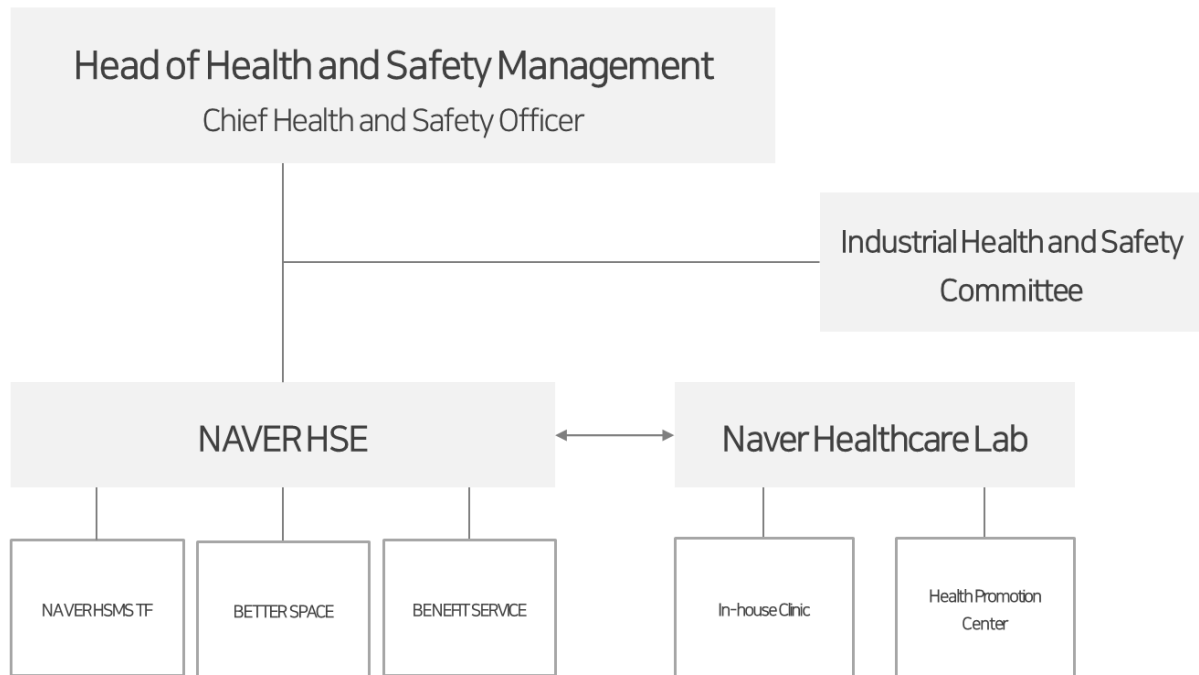 Head of Health and Safety Management
Chief Health and Safety Officer
Industrial Health and Safety
Committee
NAVER HSE
Naver Healthcare Lab
NAVER HSMS TF
BETTER SPACE
BENEFIT SERVICE
In-house Clinic
Health Promotion
Center